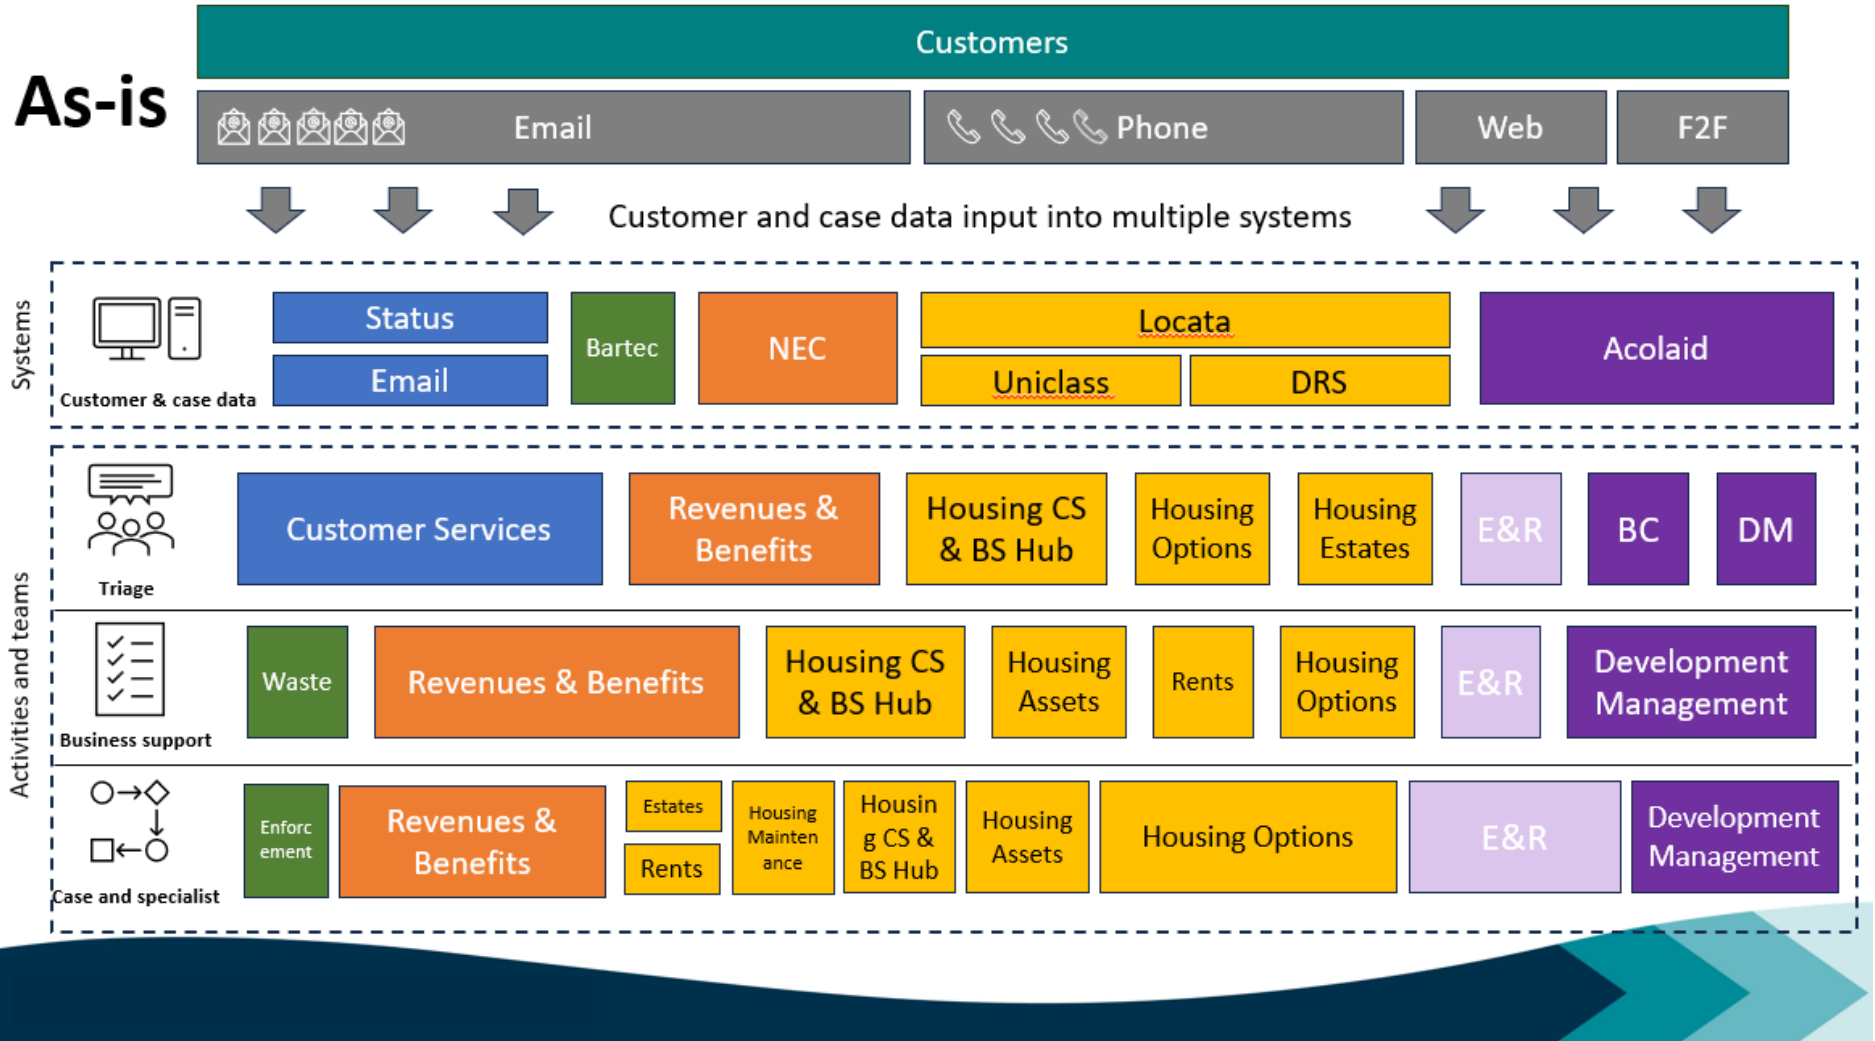 Customers
As-is
Email
Phone
Web
F2F
Customer and case data input into multiple systems
Systems
Customer & case data
Status
Email
Bartec
NEC
Locata
Uniclass
DRS
Acolaid
Activities and teams
Triage
Customer Services
Revenues &
Benefits
Housing CS
& BS Hub
Housing
Options
Housing
Estates
E&R
BC
DM
Business support
Waste
Revenues & Benefits
Housing CS
& BS Hub
Housing
Assets
Rents
Housing
Options
E&R
Development
Management
Case and specialist
Enforc
ement
Revenues &
Benefits
Estates
Rents
Housing
Mainten
ance
Housin
g CS &
BS Hub
Housing
Assets
Housing Options
E&R
Development
Management